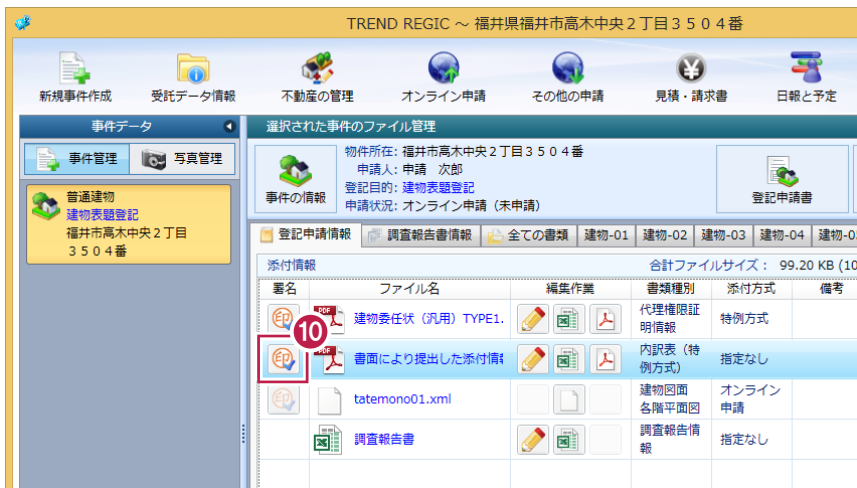 TREND REGIC ～ 福井県福井市高木中央２丁目３５０４番
新規事件作成 受託データ情報 不動産の管理 オンライン申請 その他の申請 見積・請求書 日報と予定
事件データ 選択された事件のファイル管理
事件管理 写真管理
物件所在: 福井市高木中央２丁目３５０４番
申請人: 申請　次郎
登記目的: 建物表題登記
申請状況: オンライン申請（未申請）
事件の情報 登記申請書
普通建物
建物表題登記
福井市高木中央２丁目
３５０４番
登記申請情報 調査報告書情報 全ての書類 建物-01 建物-02 建物-03 建物-04 建物-0
添付情報 合計ファイルサイズ： 99.20 KB (10
署名 ファイル名 編集作業 書類種別 添付方式 備考
印 PDF 建物委任状（汎用）TYPE1. 代理権限証
明情報 特例方式
10
印 PDF 書面により提出した添付情 内訳表（特
例方式） 指定なし
印 tatemono01.xml 建物図面
各階平面図 オンライン
申請
調査報告書 調査報告情
報 指定なし